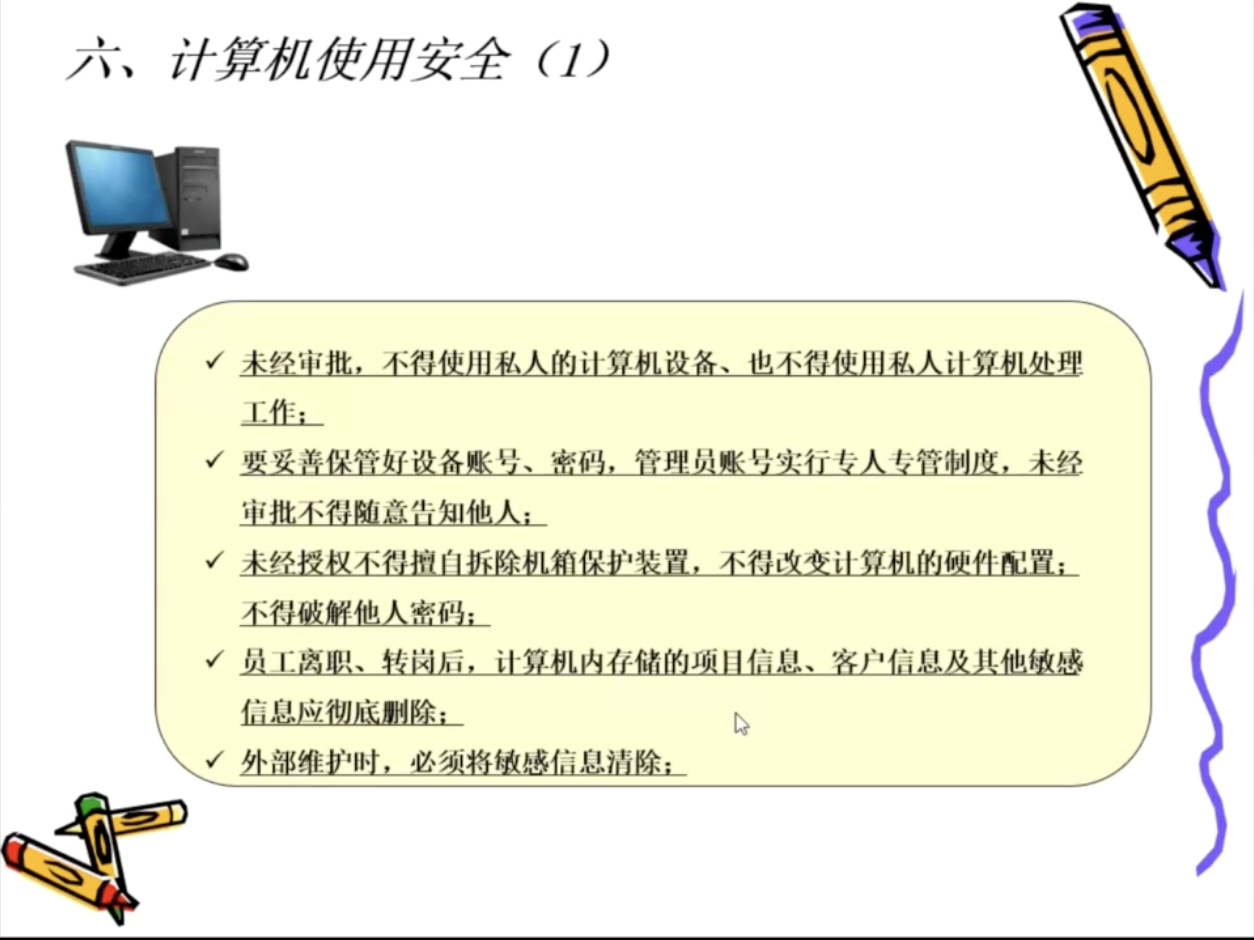 六、计算机使用安全（1）
✓ 未经审批，不得使用私人的计算机设备、也不得使用私人计算机处理
工作；
✓ 要妥善保管好设备账号、密码，管理员账号实行专人专管制度，未经
审批不得随意告知他人；
✓ 未经授权不得擅自拆除机箱保护装置，不得改变计算机的硬件配置；
不得破解他人密码；
✓ 员工离职、转岗后，计算机内存储的项目信息、客户信息及其他敏感
信息应彻底删除；
✓ 外部维护时，必须将敏感信息清除；